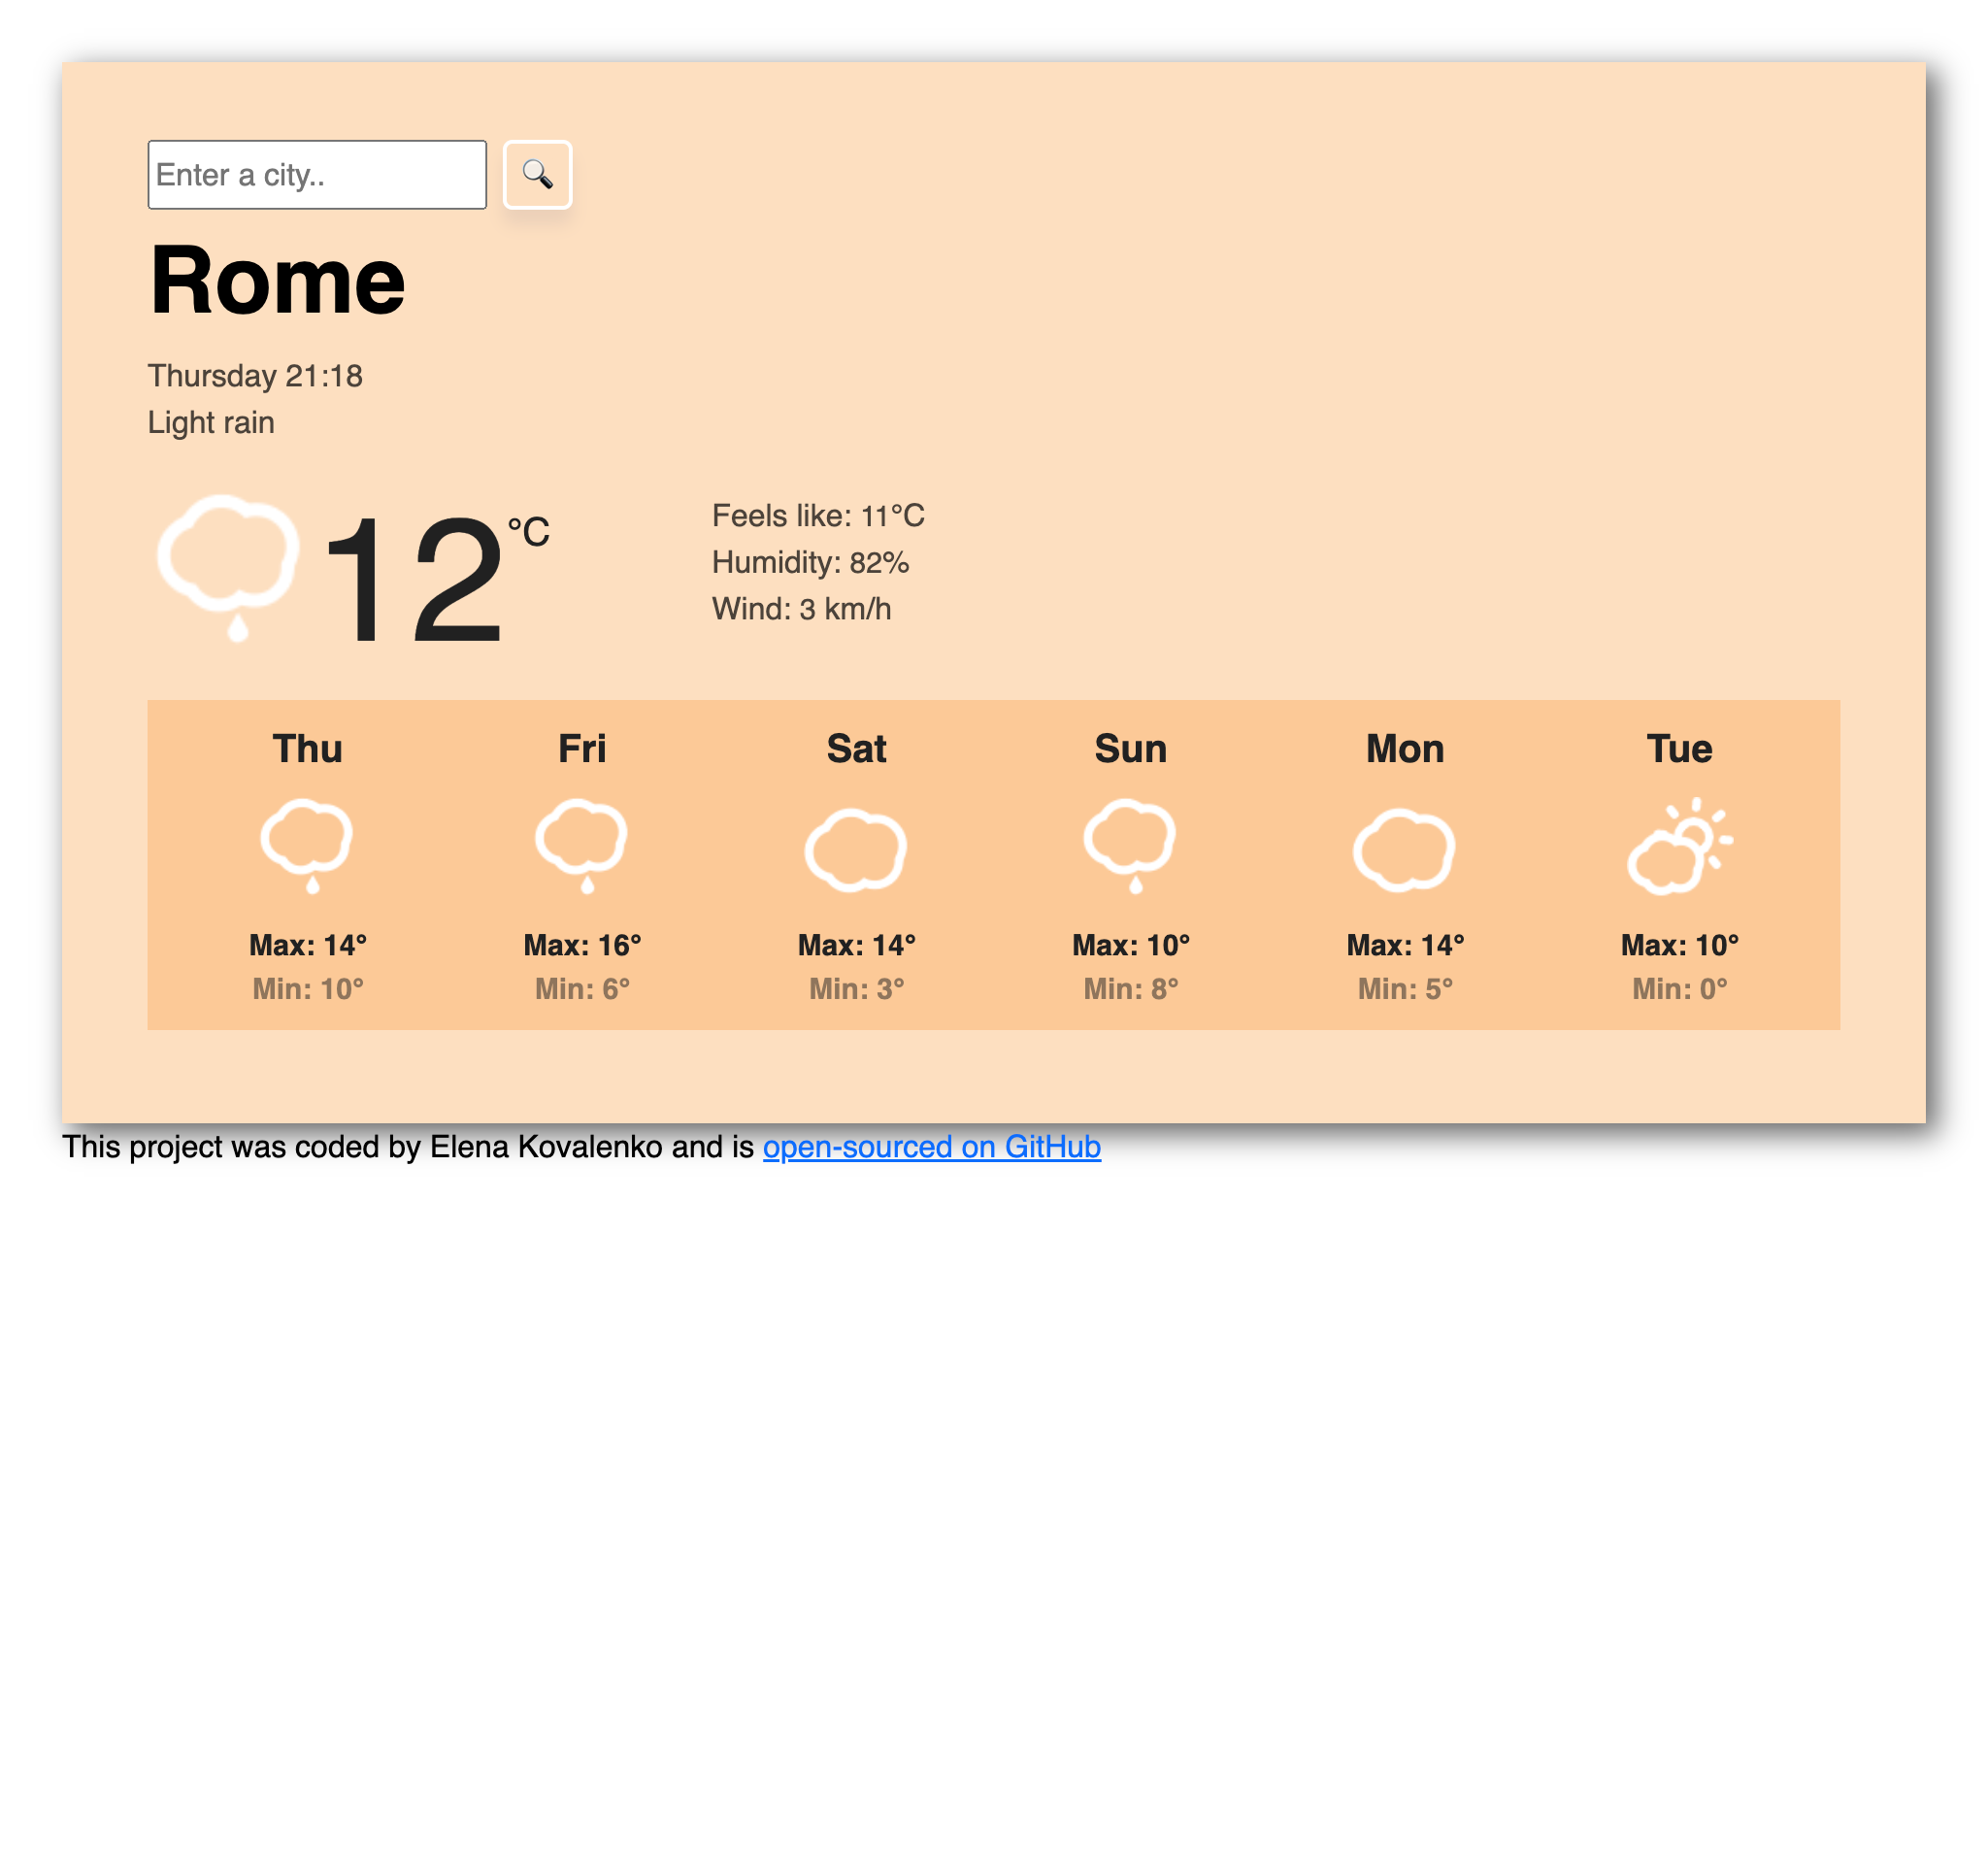 Enter a city..
Rome
Thursday 21:18
Light rain
12°C
Feels like: 11°C
Humidity: 82%
Wind: 3 km/h
Thu Fri Sat Sun Mon Tue
Max: 14° Max: 16° Max: 14° Max: 10° Max: 14° Max: 10°
Min: 10° Min: 6° Min: 3° Min: 8° Min: 5° Min: 0°
This project was coded by Elena Kovalenko and is open-sourced on GitHub